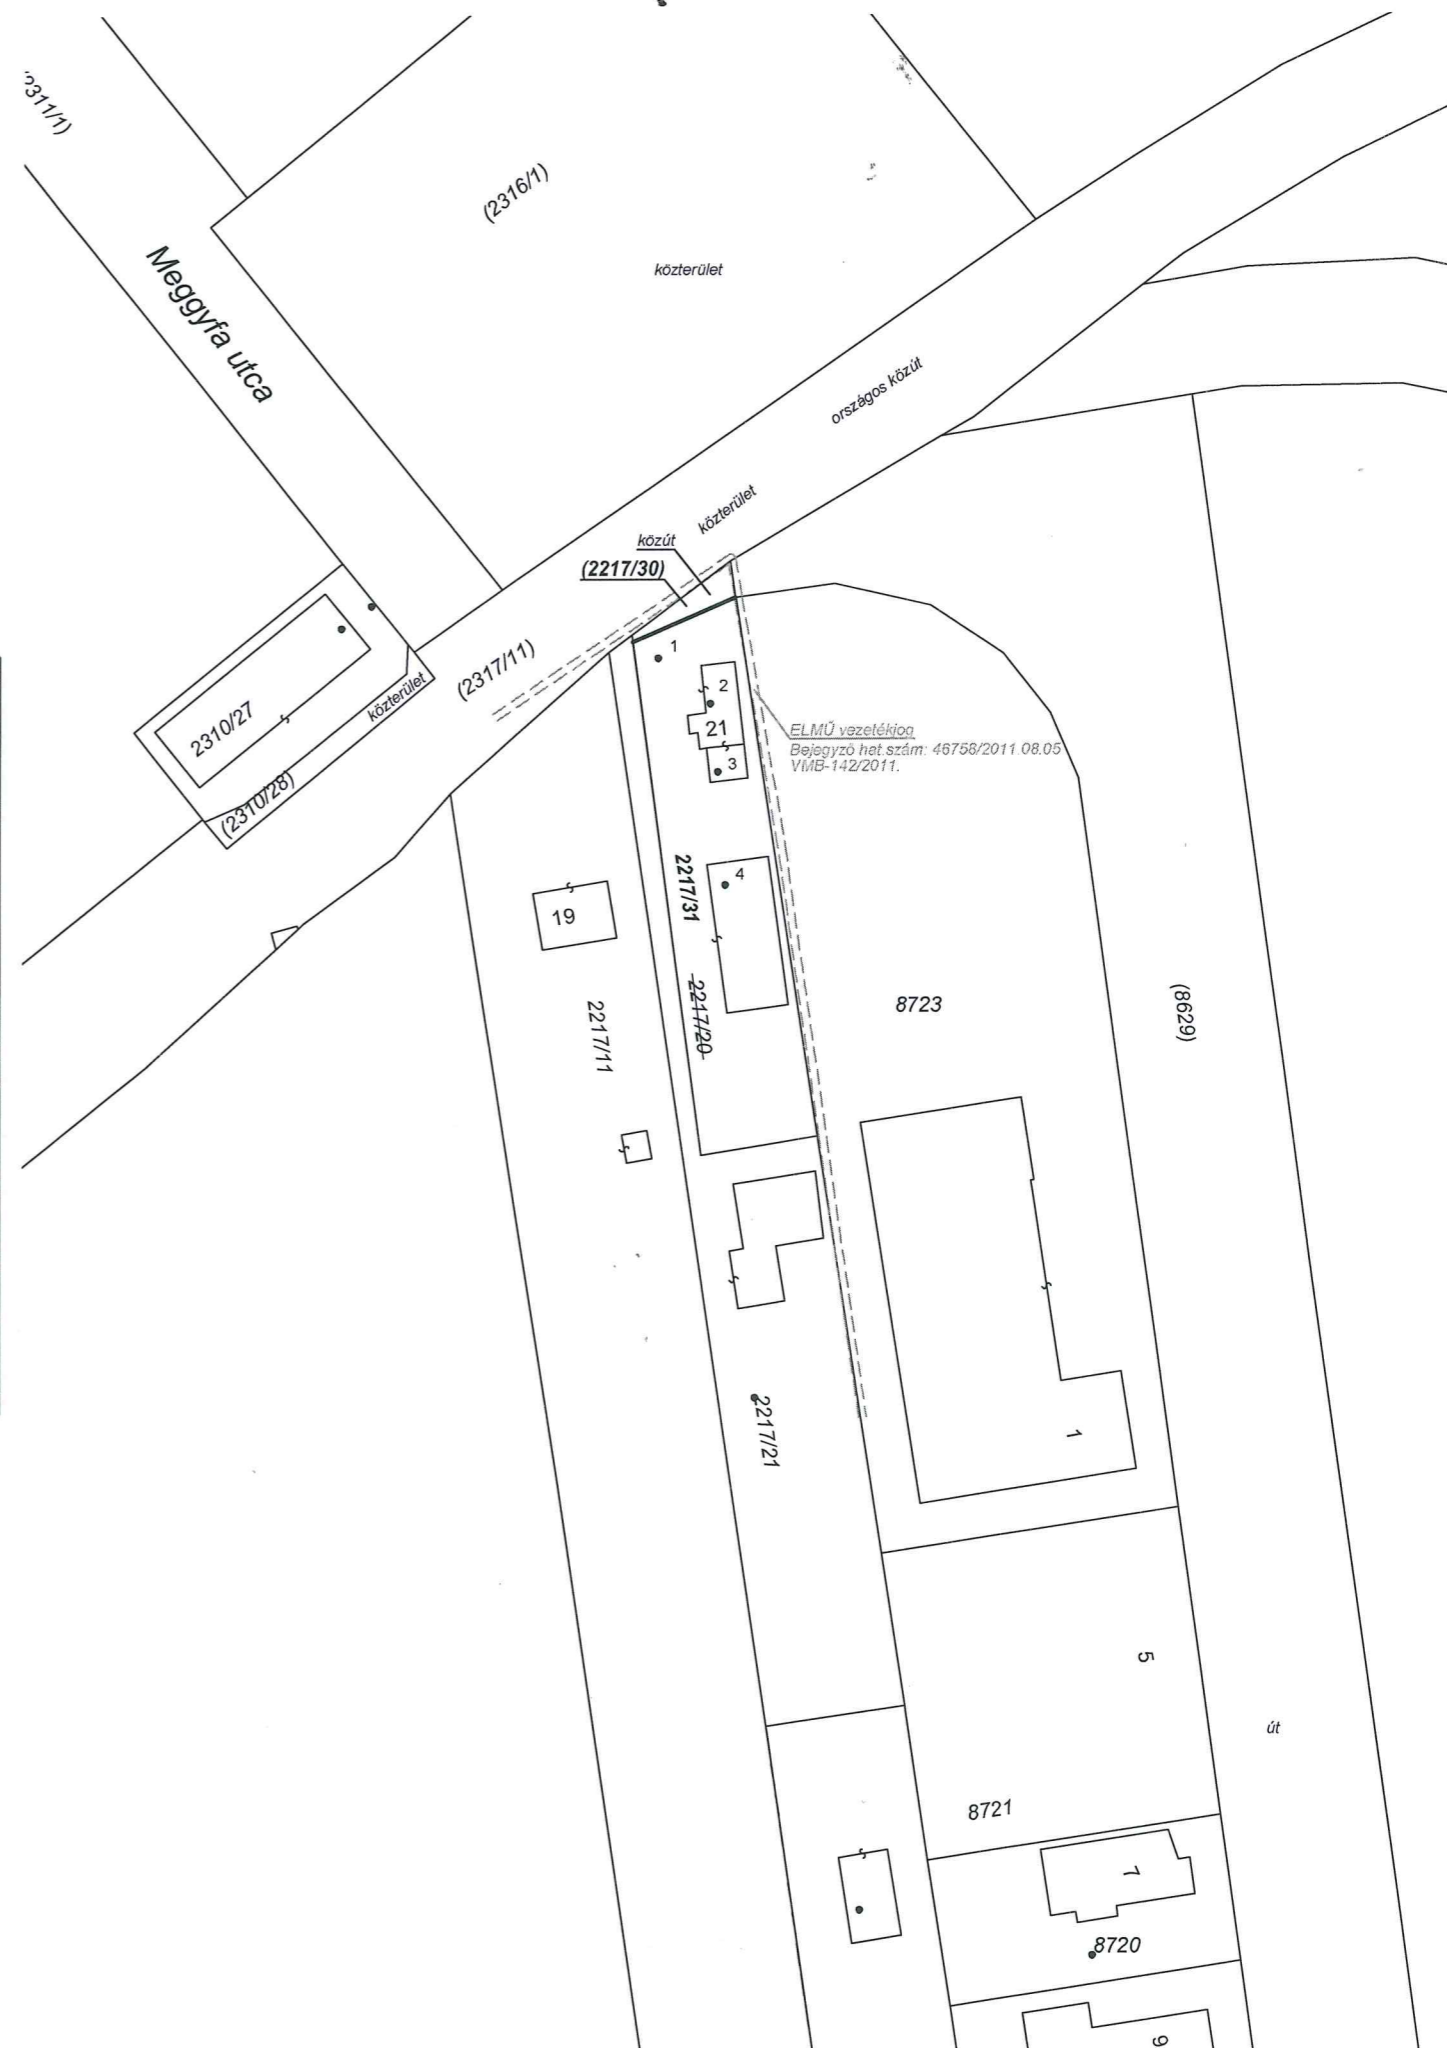 (2311/1)
(2316/1)
Meggyfa utca
közterület
országos közút
közterület
közút
(2217/30)
(2317/11)
közterület
2310/27
(2310/28)
1
2
21
3
ELMŰ vezetékjog
Bejegyző hat.szám: 46758/2011.08.05
VMB-142/2011.
4
2217/31
19
2217/20
2217/11
8723
(8629)
2217/21
1
5
út
8721
7
8720
9